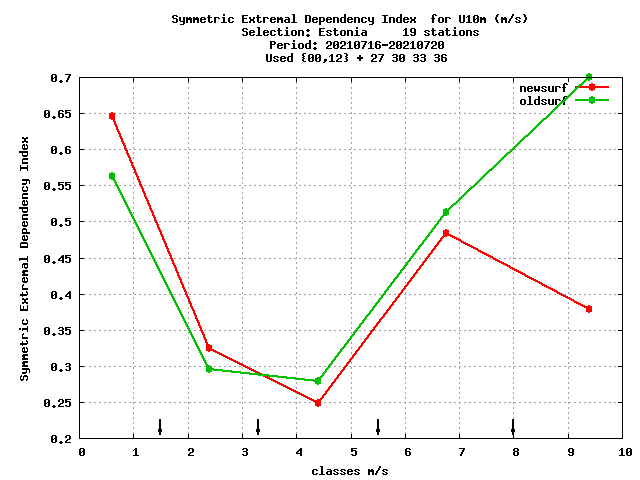 Symmetric Extremal Dependency Index  for U10m (m/s)
Selection: Estonia     19 stations
Period: 20210716-20210720
Used {00,12} + 27 30 33 36
newsurf
oldsurf
Symmetric Extremal Dependency Index
0,7
0,65
0,6
0,55
0,5
0,45
0,4
0,35
0,3
0,25
0,2
0 1 2 3 4 5 6 7 8 9 10
classes m/s